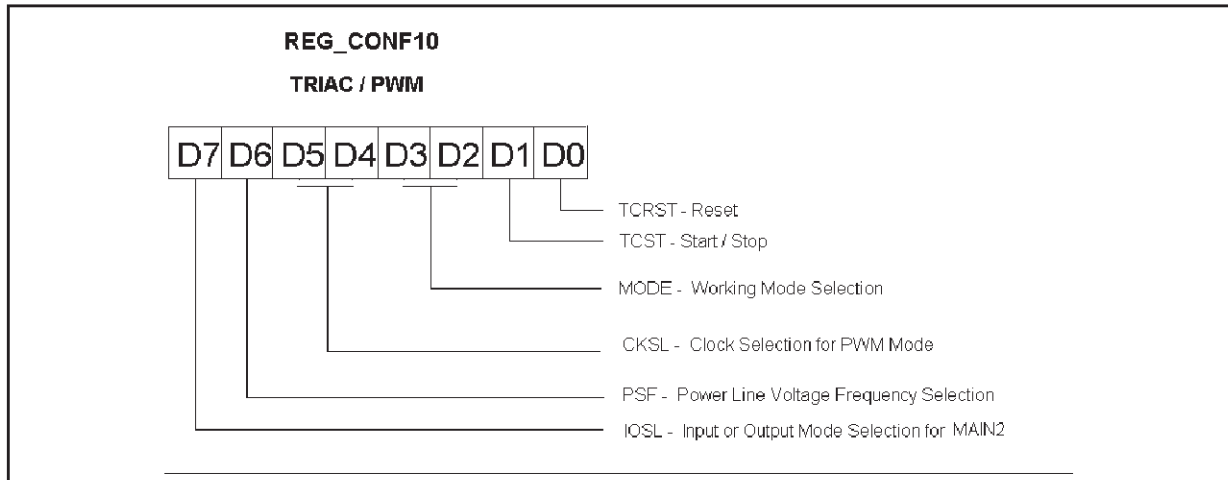 REG_CONF10
TRIAC / PWM
D7 D6 D5 D4 D3 D2 D1 D0
TCRST - Reset
TCST - Start / Stop
MODE - Working Mode Selection
CKSL - Clock Selection for PWM Mode
PSF - Power Line Voltage Frequency Selection
IOSL - Input or Output Mode Selection for MAIN2